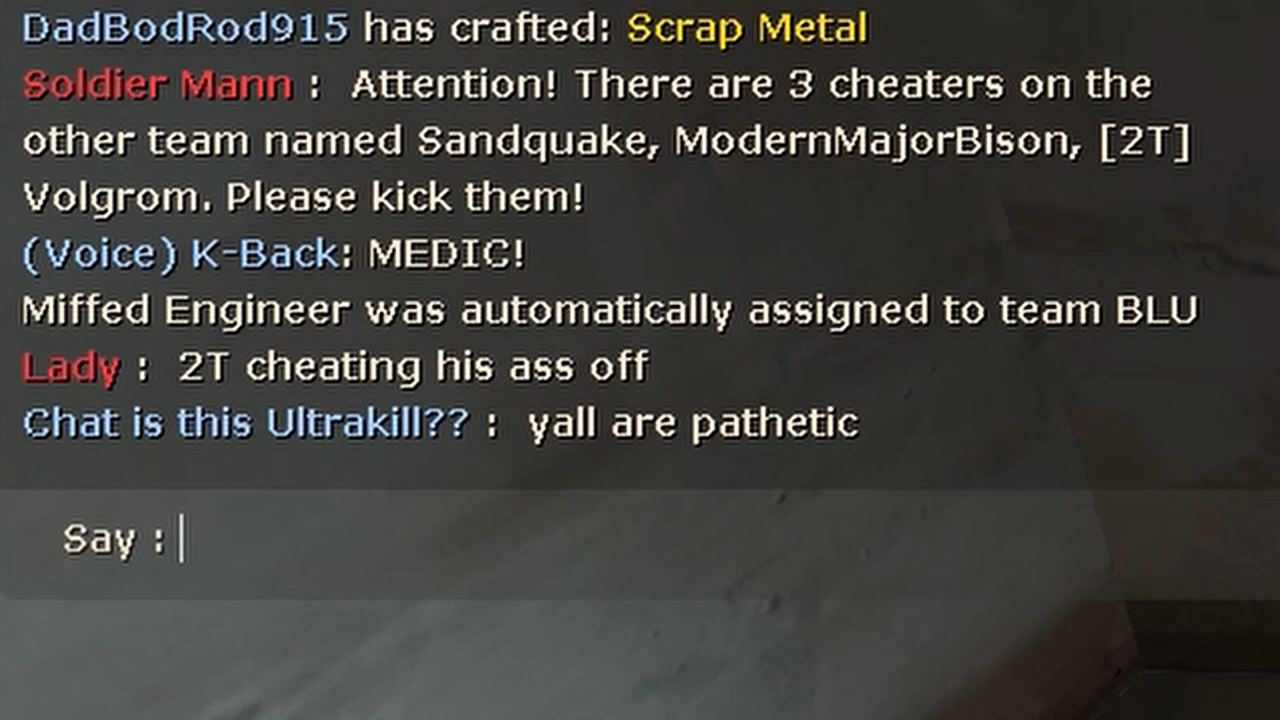 DadBodRod915 has crafted: Scrap Metal
Soldier Mann :  Attention! There are 3 cheaters on the
other team named Sandquake, ModernMajorBison, [2T]
Volgrom. Please kick them!
(Voice) K-Back: MEDIC!
Miffed Engineer was automatically assigned to team BLU
Lady :  2T cheating his ass off
Chat is this Ultrakill?? :  yall are pathetic
Say :